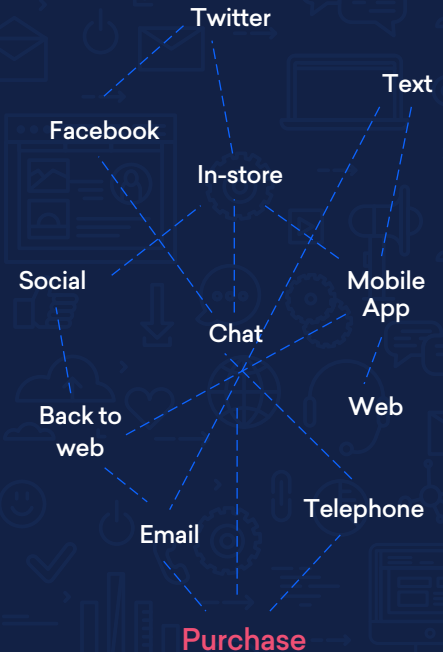 Twitter
Text
Facebook
In-store
Social
Mobile
App
Chat
Web
Back to
web
Telephone
Email
Purchase